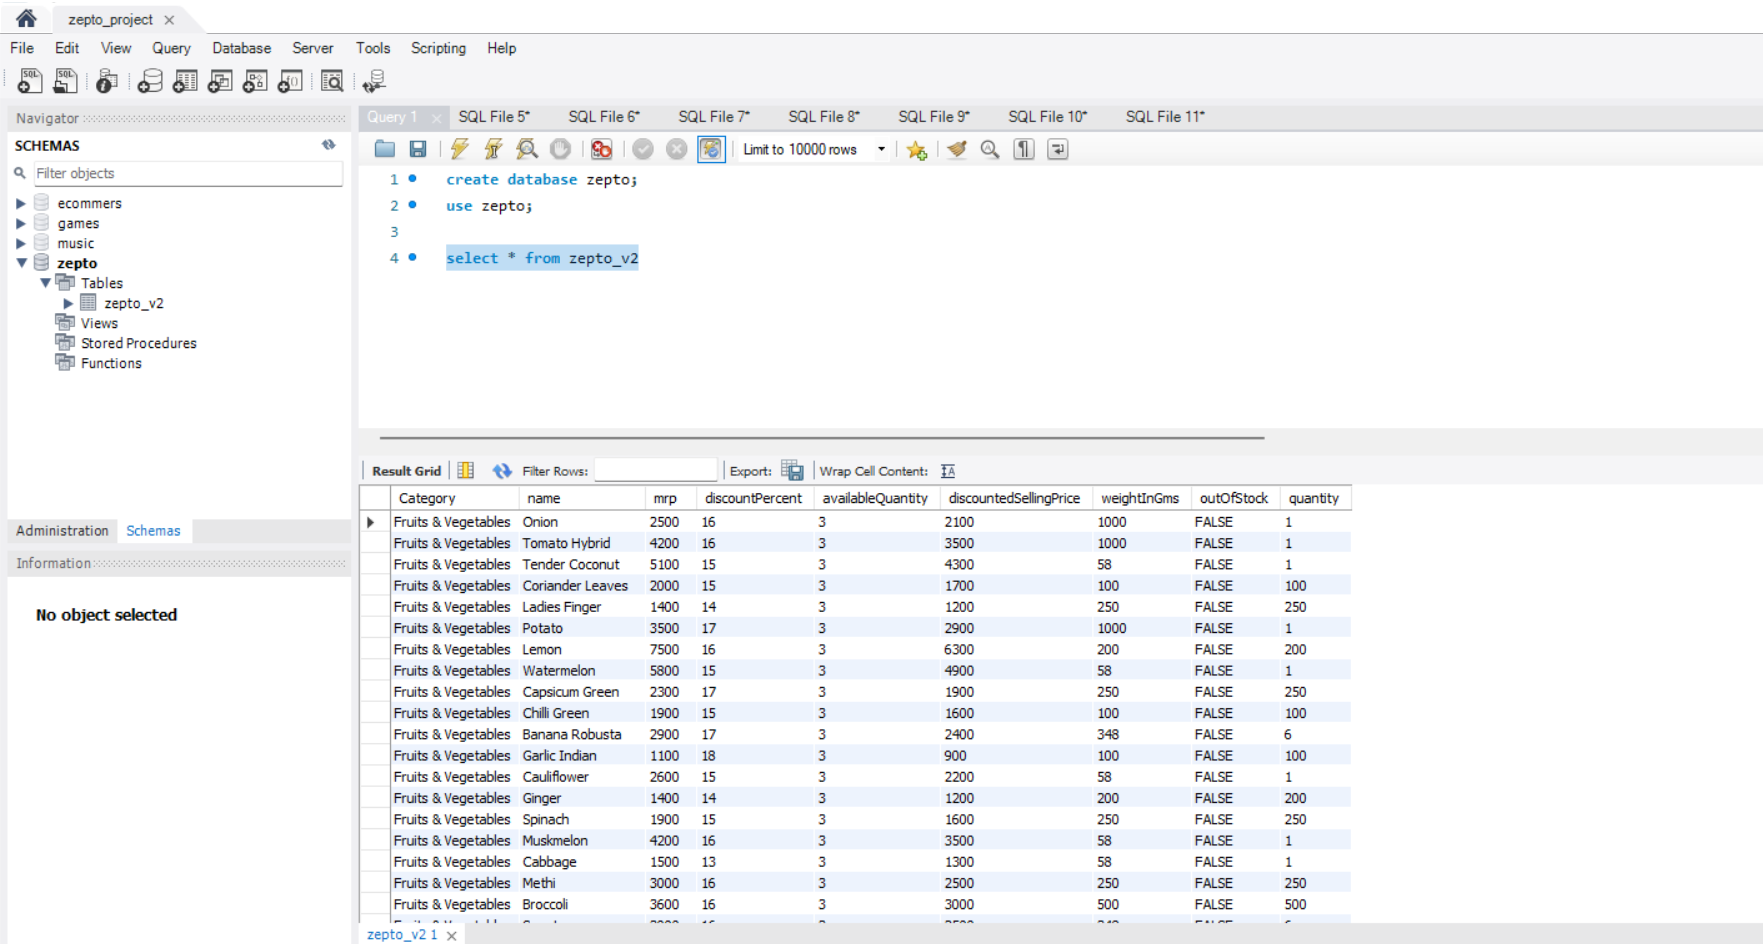 zepto_project
File Edit View Query Database Server Tools Scripting Help
Navigator
SCHEMAS
Filter objects
ecommers
games
music
zepto
Tables
zepto_v2
Views
Stored Procedures
Functions
Administration Schemas
Information
No object selected
Query 1 SQL File 5* SQL File 6* SQL File 7* SQL File 8* SQL File 9* SQL File 10* SQL File 11*
Limit to 10000 rows
1 create database zepto;
2 use zepto;
3
4 select * from zepto_v2
Result Grid Filter Rows: Export: Wrap Cell Content:
Category name mrp discountPercent availableQuantity discountedSellingPrice weightInGms outOfStock quantity
Fruits & Vegetables Onion 2500 16 3 2100 1000 FALSE 1
Fruits & Vegetables Tomato Hybrid 4200 16 3 3500 1000 FALSE 1
Fruits & Vegetables Tender Coconut 5100 15 3 4300 58 FALSE 1
Fruits & Vegetables Coriander Leaves 2000 15 3 1700 100 FALSE 100
Fruits & Vegetables Ladies Finger 1400 14 3 1200 250 FALSE 250
Fruits & Vegetables Potato 3500 17 3 2900 1000 FALSE 1
Fruits & Vegetables Lemon 7500 16 3 6300 200 FALSE 200
Fruits & Vegetables Watermelon 5800 15 3 4900 58 FALSE 1
Fruits & Vegetables Capsicum Green 2300 17 3 1900 250 FALSE 250
Fruits & Vegetables Chilli Green 1900 15 3 1600 100 FALSE 100
Fruits & Vegetables Banana Robusta 2900 17 3 2400 348 FALSE 6
Fruits & Vegetables Garlic Indian 1100 18 3 900 100 FALSE 100
Fruits & Vegetables Cauliflower 2600 15 3 2200 58 FALSE 1
Fruits & Vegetables Ginger 1400 14 3 1200 200 FALSE 200
Fruits & Vegetables Spinach 1900 15 3 1600 250 FALSE 250
Fruits & Vegetables Muskmelon 4200 16 3 3500 58 FALSE 1
Fruits & Vegetables Cabbage 1500 13 3 1300 58 FALSE 1
Fruits & Vegetables Methi 3000 16 3 2500 250 FALSE 250
Fruits & Vegetables Broccoli 3600 16 3 3000 500 FALSE 500
zepto_v2 1